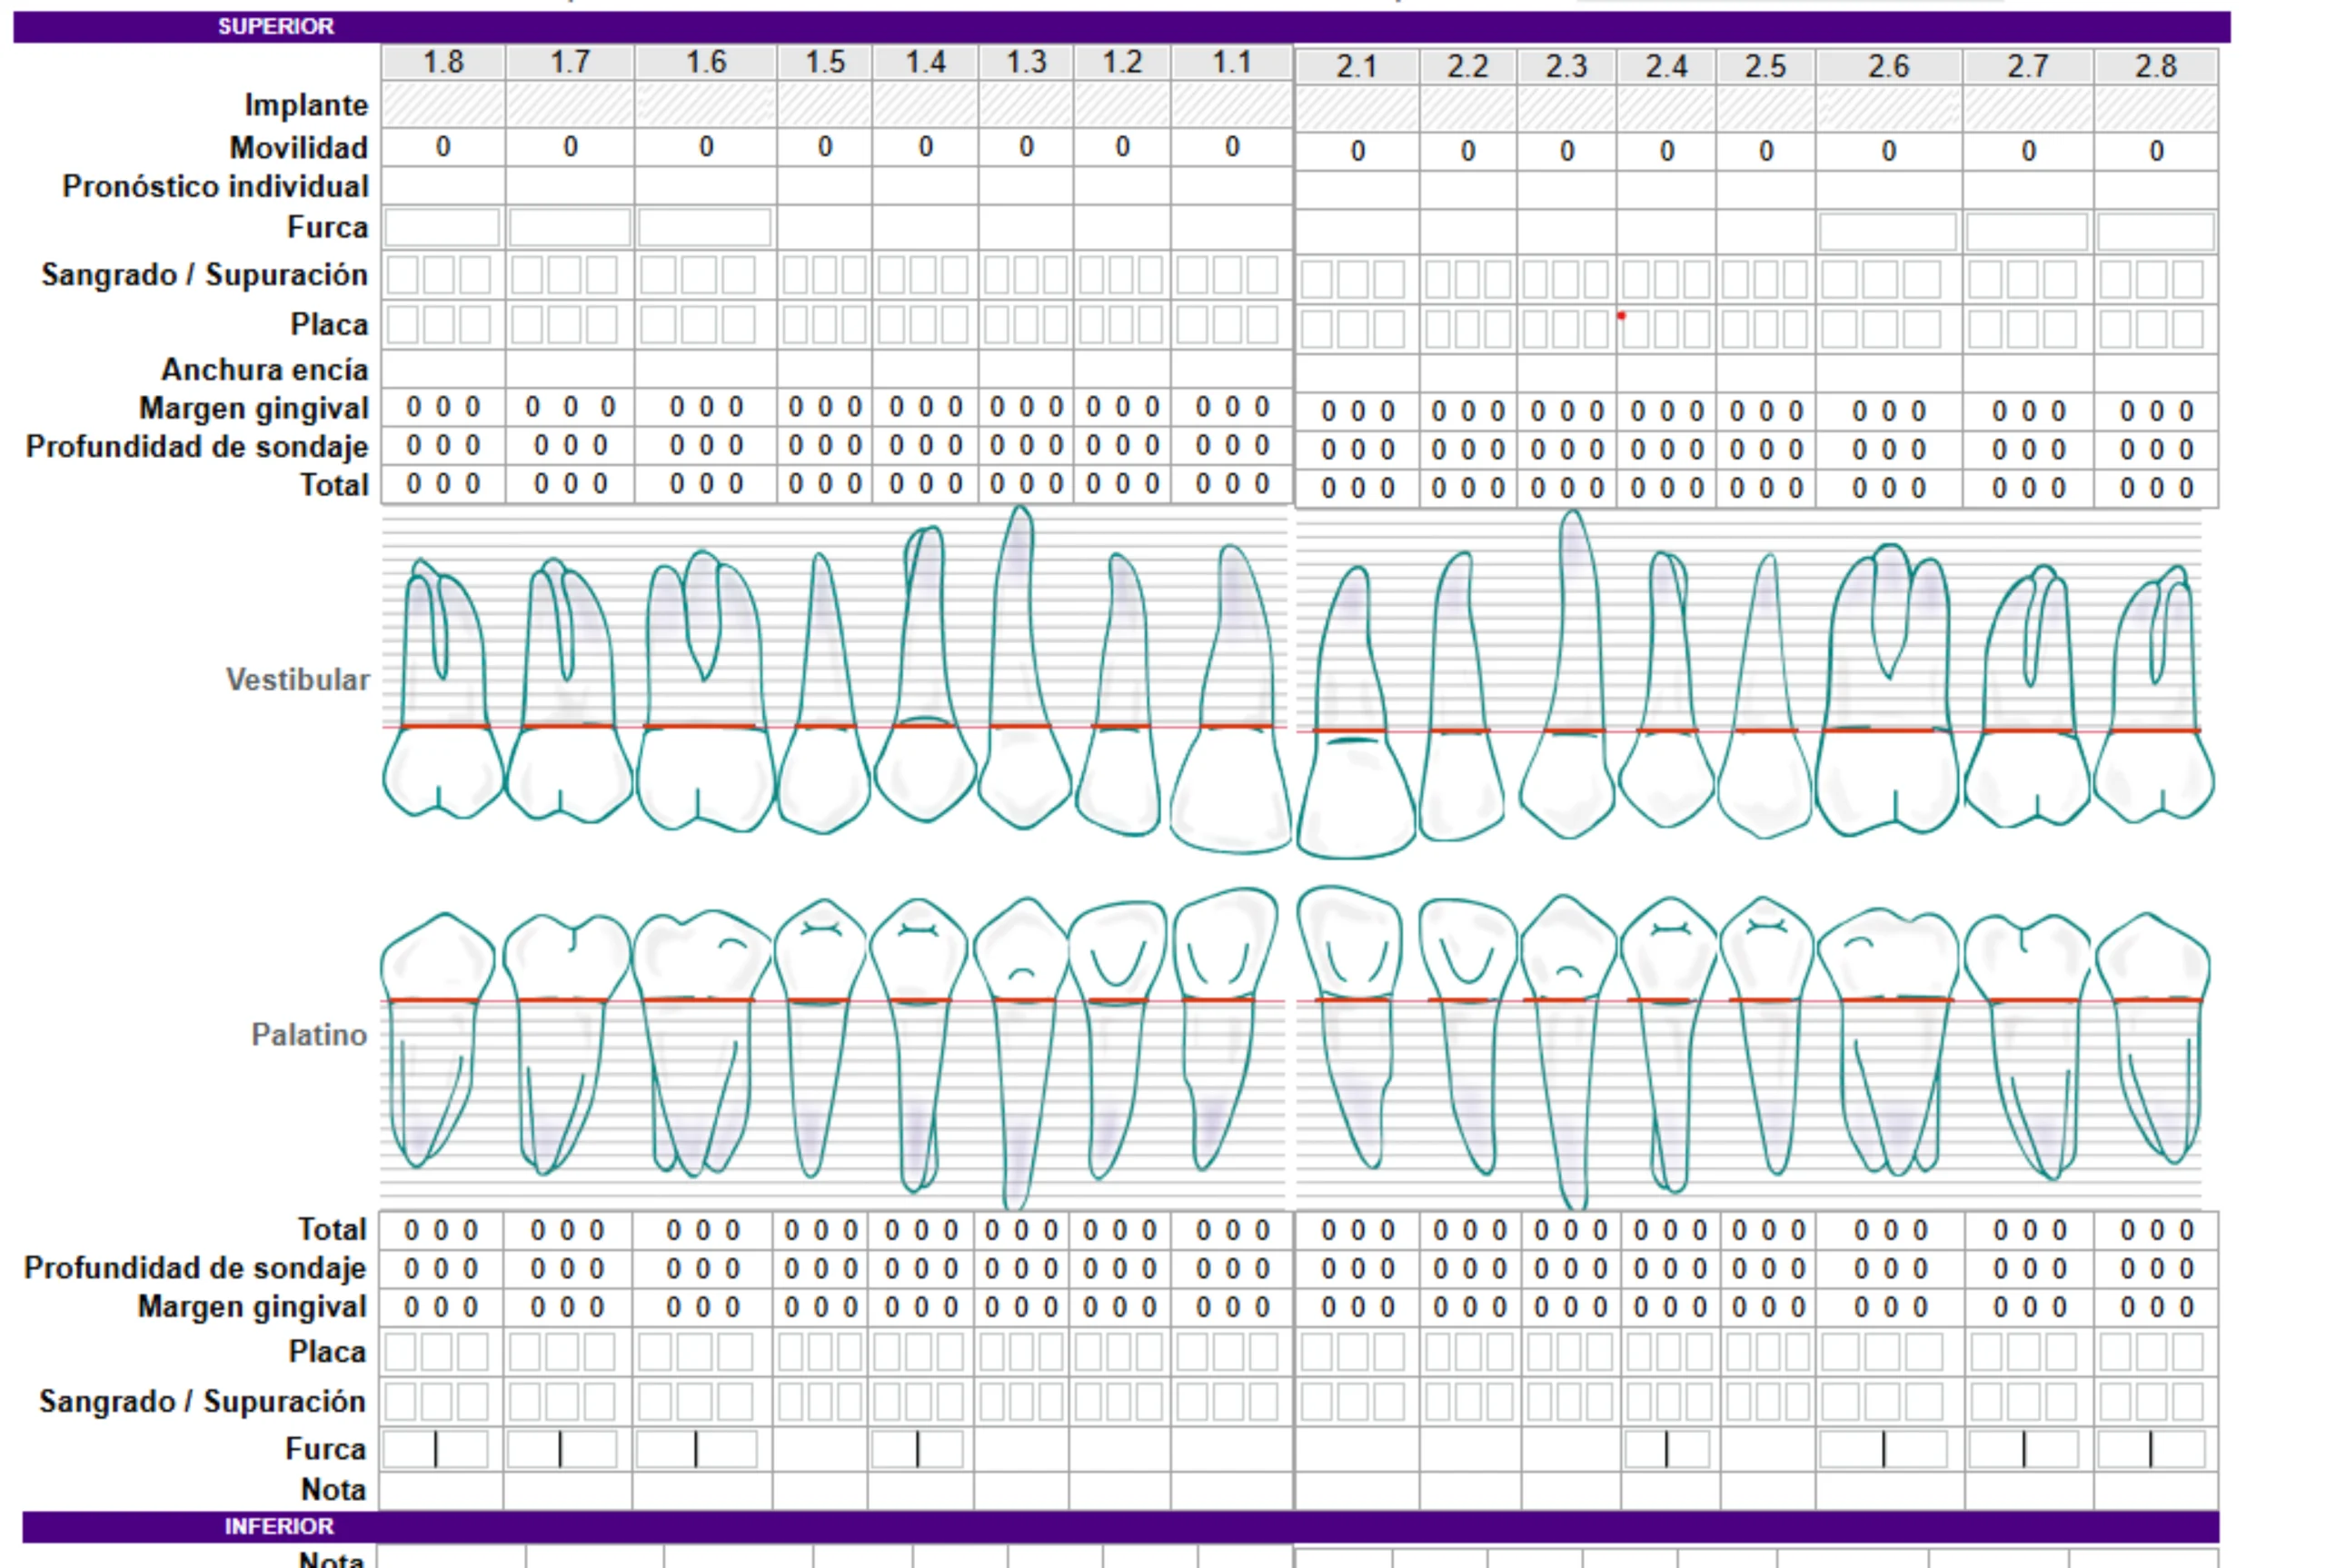 SUPERIOR
1.8 1.7 1.6 1.5 1.4 1.3 1.2 1.1 2.1 2.2 2.3 2.4 2.5 2.6 2.7 2.8
Implante
Movilidad 0 0 0 0 0 0 0 0 0 0 0 0 0 0 0 0
Pronóstico individual
Furca
Sangrado / Supuración
Placa
Anchura encía
Margen gingival 0 0 0 0 0 0 0 0 0 0 0 0 0 0 0 0 0 0 0 0 0 0 0 0 0 0 0 0 0 0 0 0 0 0 0 0 0 0 0 0 0 0 0 0 0 0 0 0
Profundidad de sondaje 0 0 0 0 0 0 0 0 0 0 0 0 0 0 0 0 0 0 0 0 0 0 0 0 0 0 0 0 0 0 0 0 0 0 0 0 0 0 0 0 0 0 0 0 0 0 0 0
Total 0 0 0 0 0 0 0 0 0 0 0 0 0 0 0 0 0 0 0 0 0 0 0 0 0 0 0 0 0 0 0 0 0 0 0 0 0 0 0 0 0 0 0 0 0 0 0 0
Vestibular
Palatino
Total 0 0 0 0 0 0 0 0 0 0 0 0 0 0 0 0 0 0 0 0 0 0 0 0 0 0 0 0 0 0 0 0 0 0 0 0 0 0 0 0 0 0 0 0 0 0 0 0
Profundidad de sondaje 0 0 0 0 0 0 0 0 0 0 0 0 0 0 0 0 0 0 0 0 0 0 0 0 0 0 0 0 0 0 0 0 0 0 0 0 0 0 0 0 0 0 0 0 0 0 0 0
Margen gingival 0 0 0 0 0 0 0 0 0 0 0 0 0 0 0 0 0 0 0 0 0 0 0 0 0 0 0 0 0 0 0 0 0 0 0 0 0 0 0 0 0 0 0 0 0 0 0 0
Placa
Sangrado / Supuración
Furca
Nota
INFERIOR
Nota